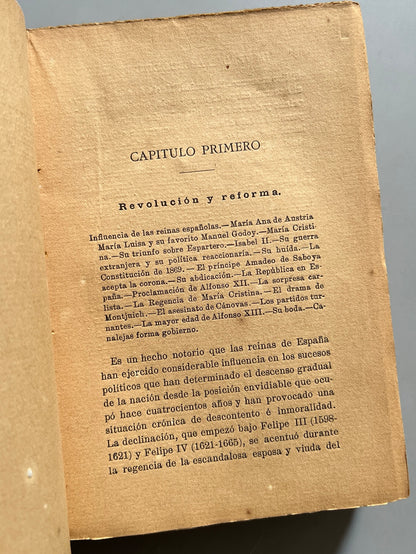 CAPITULO PRIMERO
Revolución y reforma.
Influencia de las reinas españolas.—María Ana de Austria
María Luisa y su favorito Manuel Godoy.—María Cristi-
na.—Su triunfo sobre Espartero.—Isabel II.—Su guerra
extranjera y su política reaccionaria.—Su huída.—La
Constitución de 1869.—El príncipe Amadeo de Saboya
acepta la corona.—Su abdicación.—La República en Es-
paña.—Proclamación de Alfonso XII.—La sorpresa car-
lista.—La Regencia de María Cristina.—El drama de
Montjuich.—El asesinato de Cánovas.—Los partidos tur-
nantes.—La mayor edad de Alfonso XIII.—Su boda.—Ca-
nalejas forma gobierno.
Es un hecho notorio que las reinas de España
han ejercido considerable influencia en los sucesos
políticos que han determinado el descenso gradual
de la nación desde la posición envidiable que ocu-
pó hace cuatrocientos años y han provocado una
situación crónica de descontento é inmoralidad.
La declinación, que empezó bajo Felipe III (1598-
1621) y Felipe IV (1621-1665), se acentuó durante
la regencia de la escandalosa esposa y viuda del